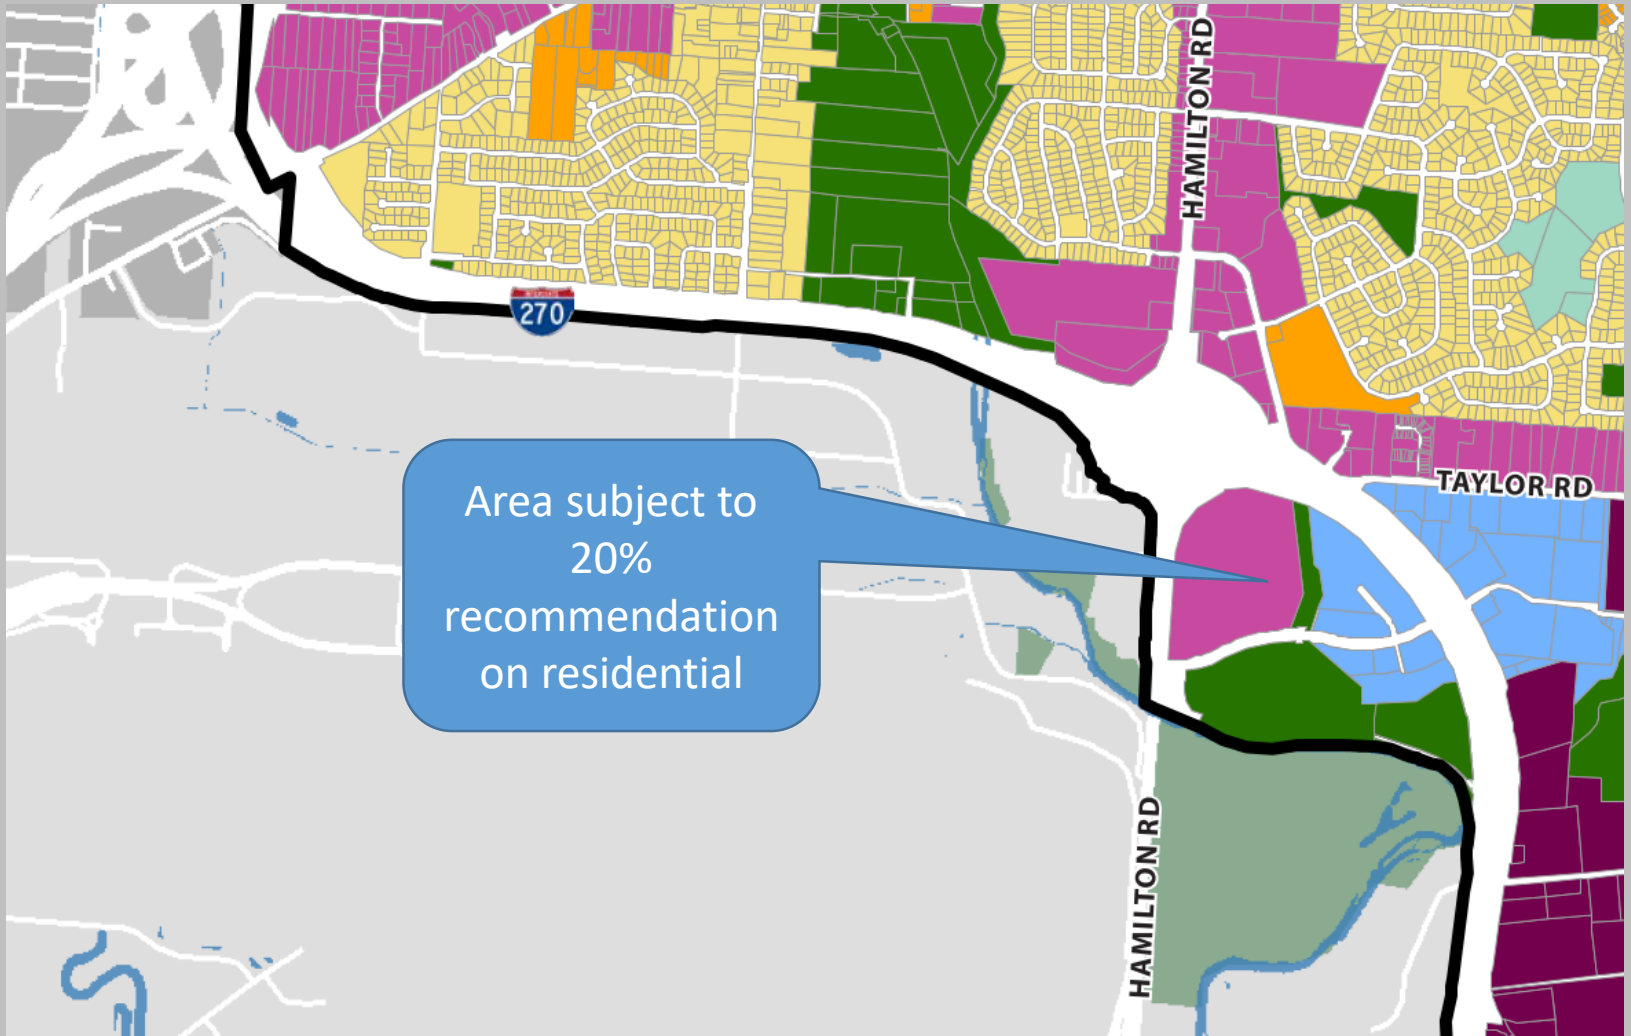 HAMILTON RD
270
TAYLOR RD
Area subject to
20%
recommendation
on residential
HAMILTON RD